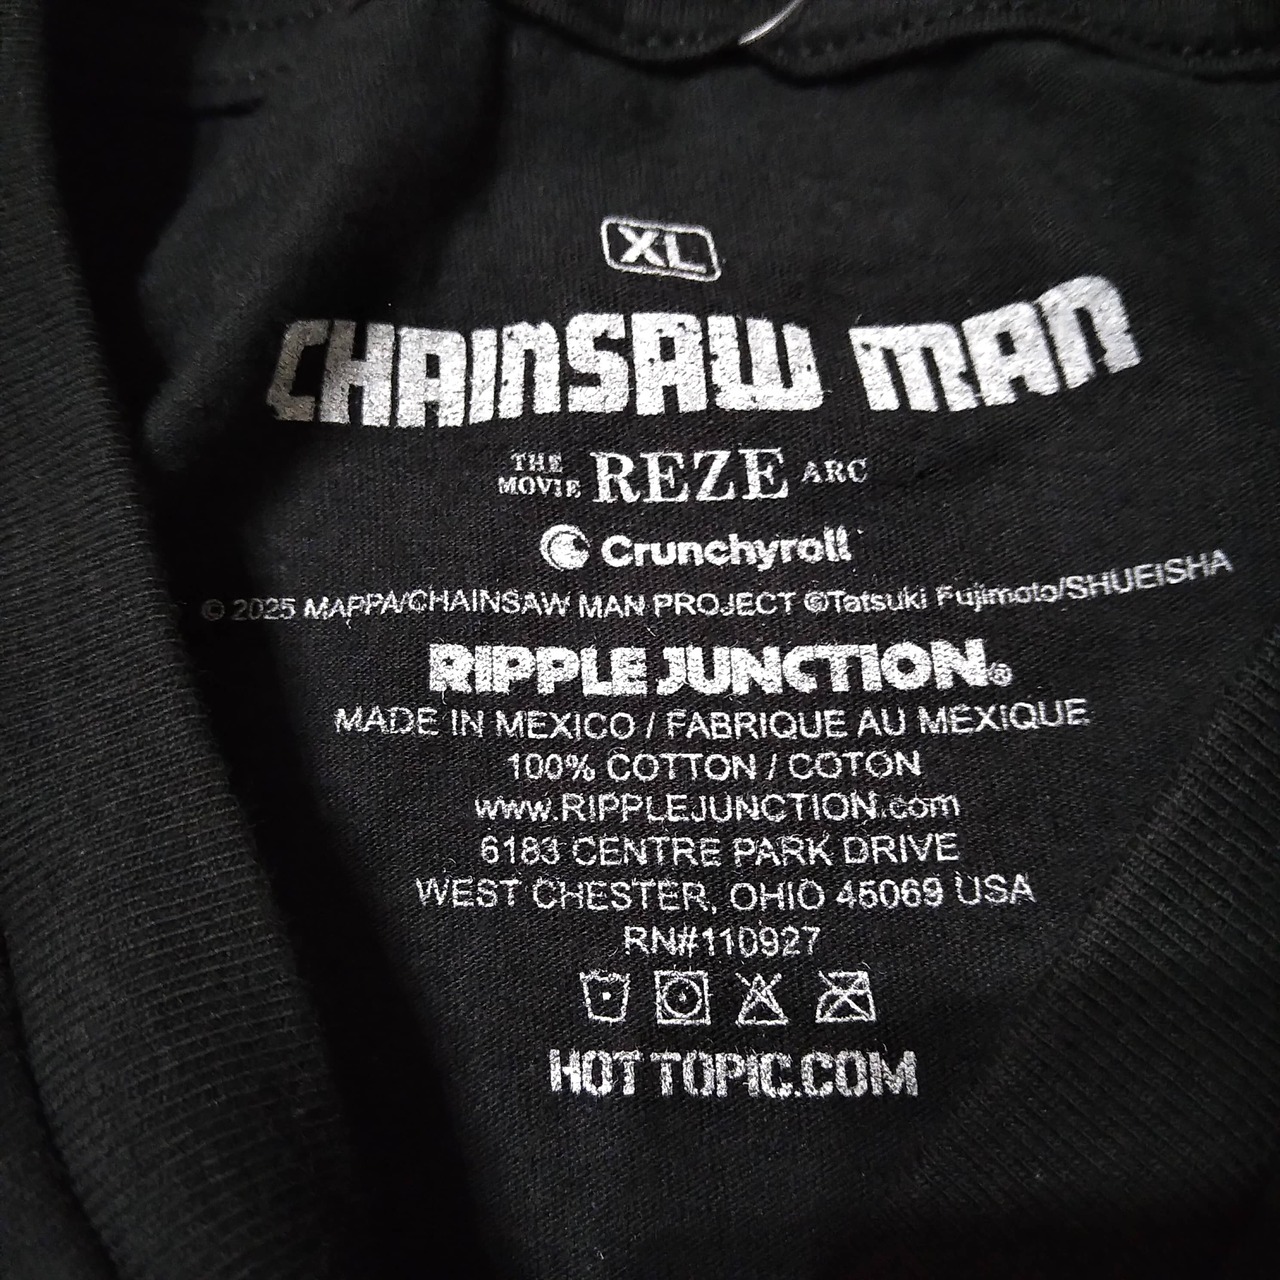 XL
CHAINSAW MAN
THE MOVIE REZE ARC
Crunchyroll
© 2025 MAPPA/CHAINSAW MAN PROJECT ©Tatsuki Fujimoto/SHUEISHA
RIPPLE JUNCTION®
MADE IN MEXICO / FABRIQUE AU MEXIQUE
100% COTTON / COTON
www.RIPPLEJUNCTION.com
6183 CENTRE PARK DRIVE
WEST CHESTER, OHIO 45069 USA
RN#110927
HOT TOPIC.COM